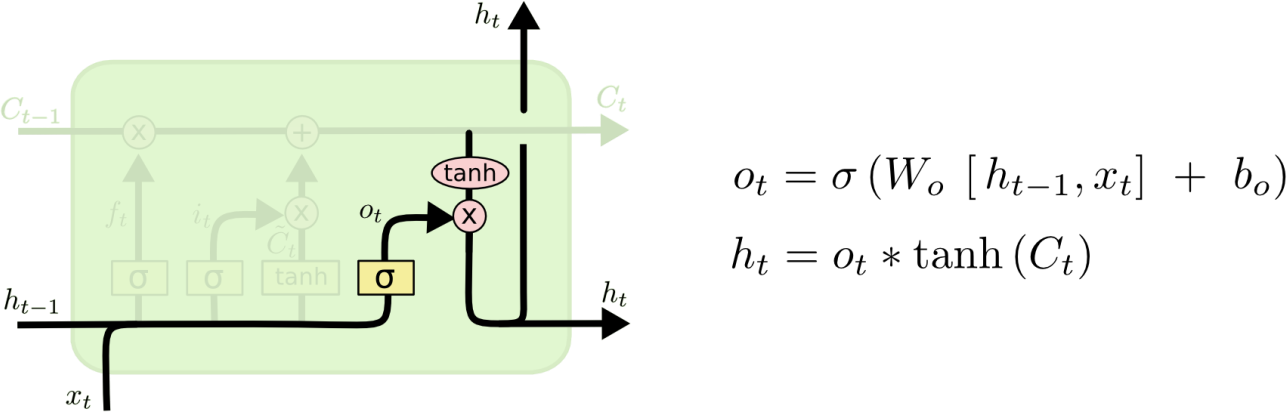 h_t
C_{t-1}
C_t
x
+
tanh
f_t
i_t
x
o_t
x
C̃_t
σ
σ
tanh
σ
h_{t-1}
h_t
x_t
o_t = σ (W_o [ h_{t-1}, x_t ] + b_o)
h_t = o_t * tanh (C_t)